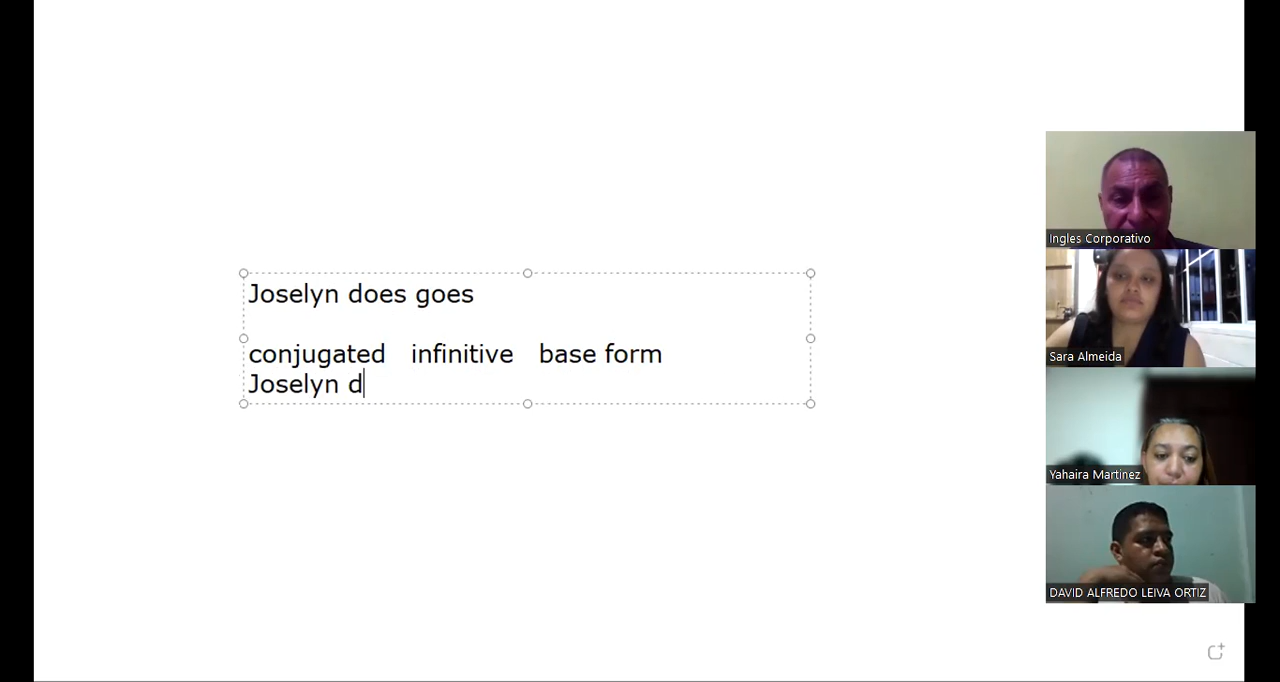 Joselyn does goes
conjugated infinitive base form
Joselyn d
Ingles Corporativo
Sara Almeida
Yahaira Martinez
DAVID ALFREDO LEIVA ORTIZ